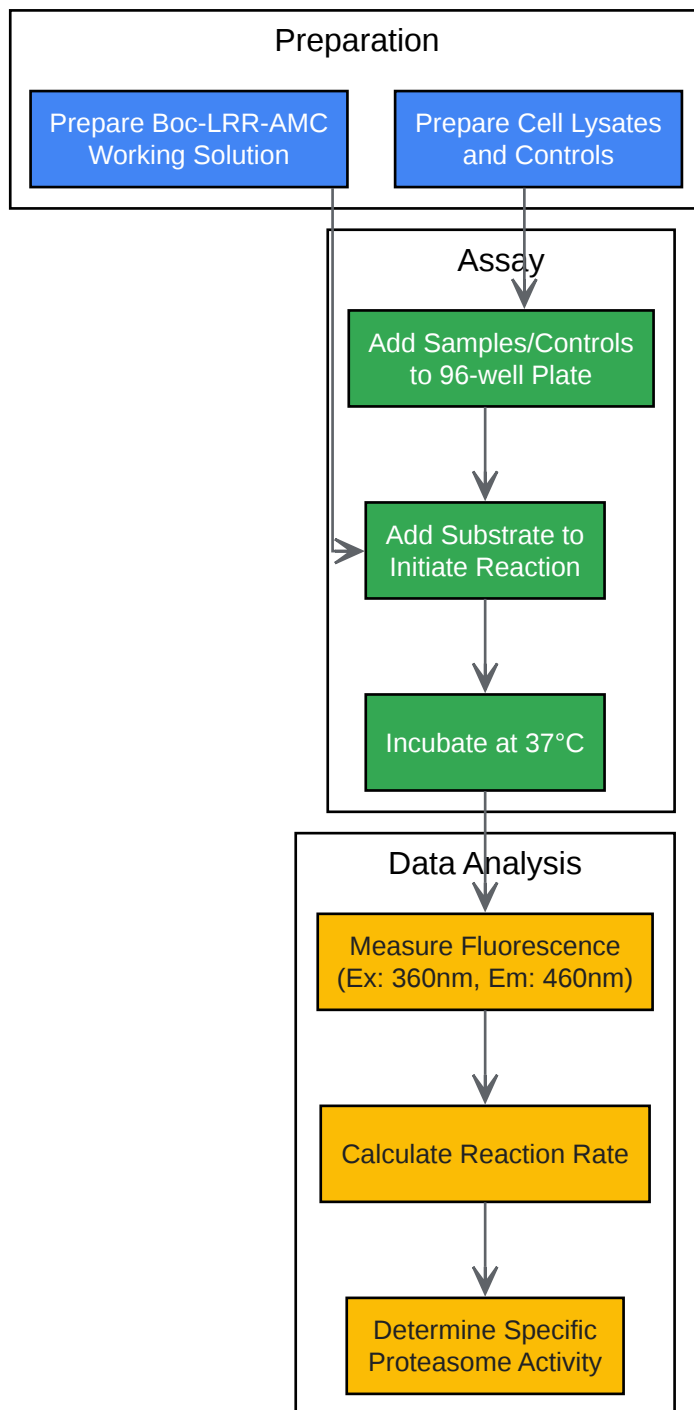 Preparation
Prepare Boc-LRR-AMC
Working Solution
Prepare Cell Lysates
and Controls
Assay
Add Samples/Controls
to 96-well Plate
Add Substrate to
Initiate Reaction
Incubate at 37°C
Data Analysis
Measure Fluorescence
(Ex: 360nm, Em: 460nm)
Calculate Reaction Rate
Determine Specific
Proteasome Activity